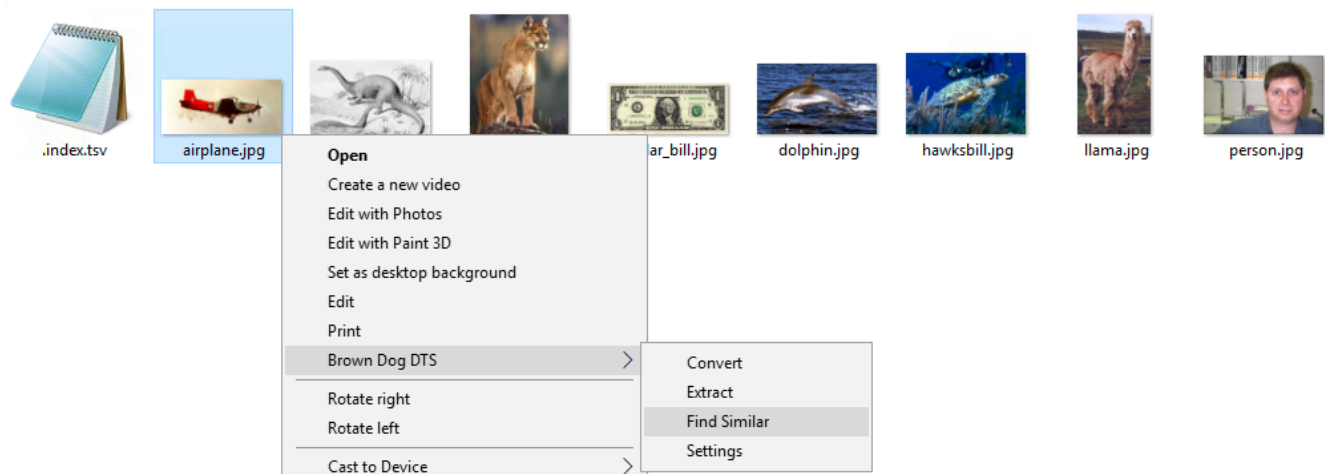 .index.tsv
airplane.jpg
lar_bill.jpg
dolphin.jpg
hawksbill.jpg
llama.jpg
person.jpg
Open
Create a new video
Edit with Photos
Edit with Paint 3D
Set as desktop background
Edit
Print
Brown Dog DTS
Convert
Extract
Rotate right
Find Similar
Rotate left
Settings
Cast to Device